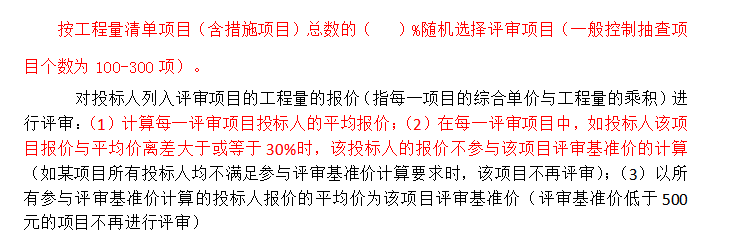 按工程量清单项目（含措施项目）总数的（   ）%随机选择评审项目（一般控制抽查项
目个数为 100-300 项）。
对投标人列入评审项目的工程量的报价（指每一项目的综合单价与工程量的乘积）进
行评审：（1）计算每一评审项目投标人的平均报价；（2）在每一评审项目中，如投标人该项
目报价与平均价离差大于或等于 30%时，该投标人的报价不参与该项目评审基准价的计算
（如某项目所有投标人均不满足参与评审基准价计算要求时，该项目不再评审）；（3）以所
有参与评审基准价计算的投标人报价的平均价为该项目评审基准价（评审基准价低于 500
元的项目不再进行评审）